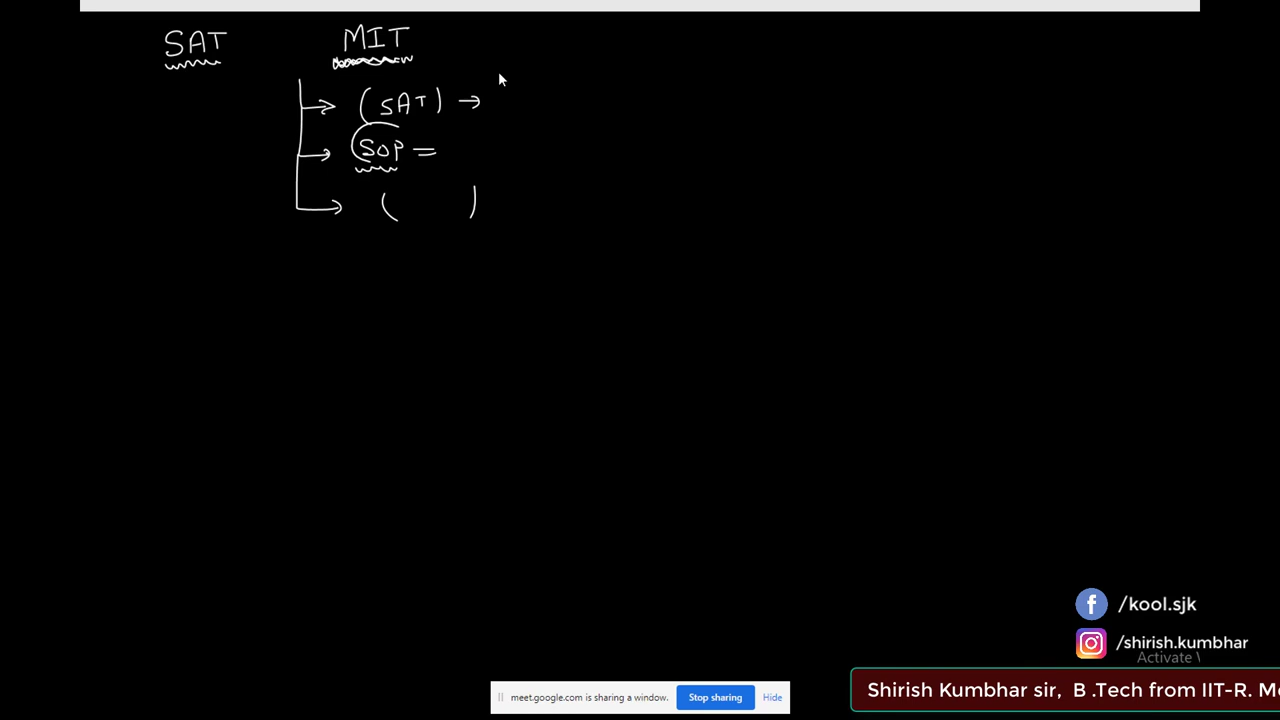 SAT MIT
(SAT) →
SOP =
( )
/kool.sjk
/shirish.kumbhar
Activate
meet.google.com is sharing a window. Stop sharing Hide
Shirish Kumbhar sir, B .Tech from IIT-R. M